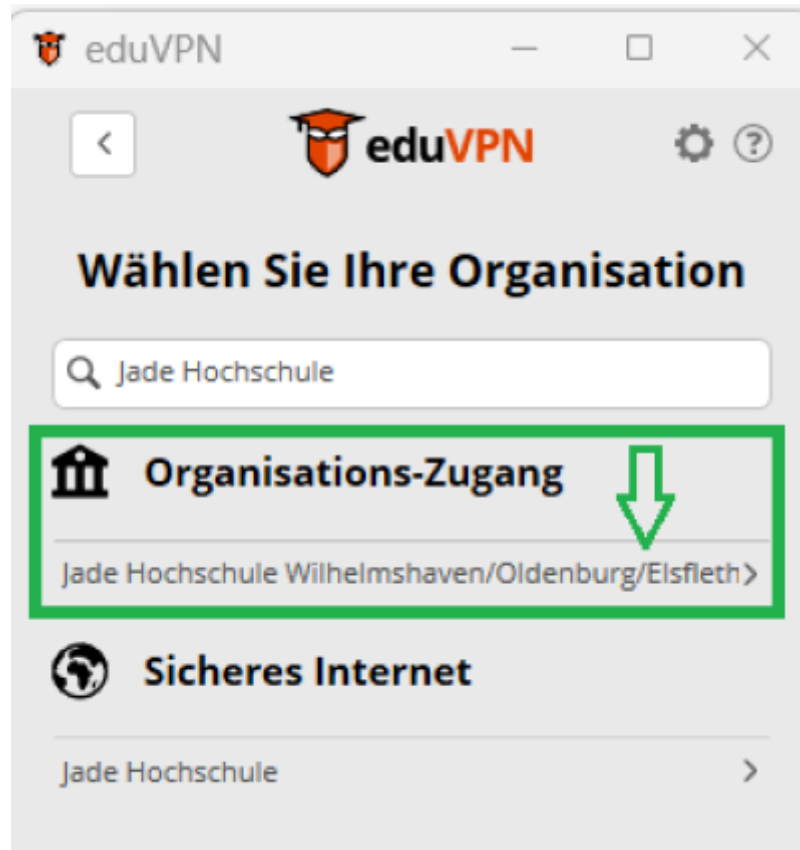 eduVPN
eduVPN
Wählen Sie Ihre Organisation
Jade Hochschule
Organisations-Zugang
Jade Hochschule Wilhelmshaven/Oldenburg/Elsfleth
Sicheres Internet
Jade Hochschule